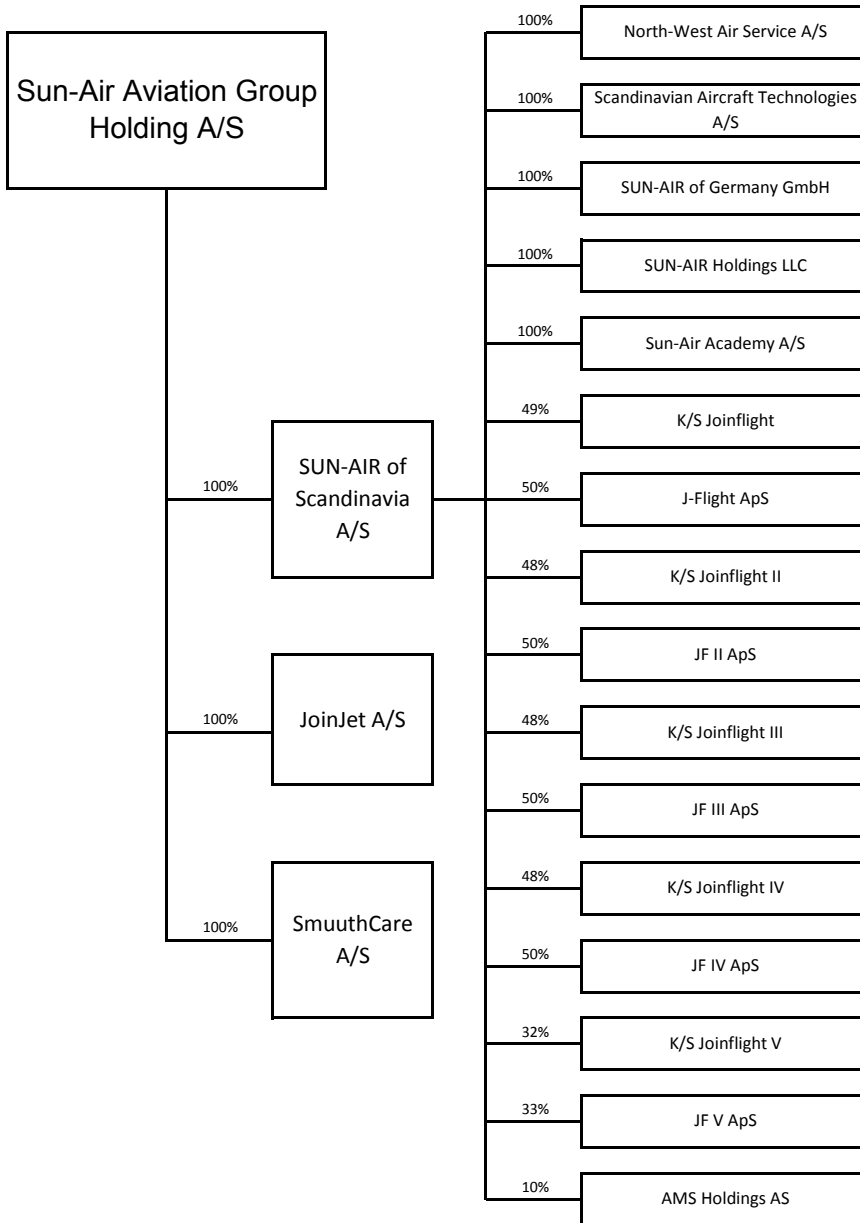 Sun-Air Aviation Group
Holding A/S
100%
SUN-AIR of
Scandinavia
A/S
100%
JoinJet A/S
100%
SmuuthCare
A/S
100%
North-West Air Service A/S
100%
Scandinavian Aircraft Technologies
A/S
100%
SUN-AIR of Germany GmbH
100%
SUN-AIR Holdings LLC
100%
Sun-Air Academy A/S
49%
K/S Joinflight
50%
J-Flight ApS
48%
K/S Joinflight II
50%
JF II ApS
48%
K/S Joinflight III
50%
JF III ApS
48%
K/S Joinflight IV
50%
JF IV ApS
32%
K/S Joinflight V
33%
JF V ApS
10%
AMS Holdings AS